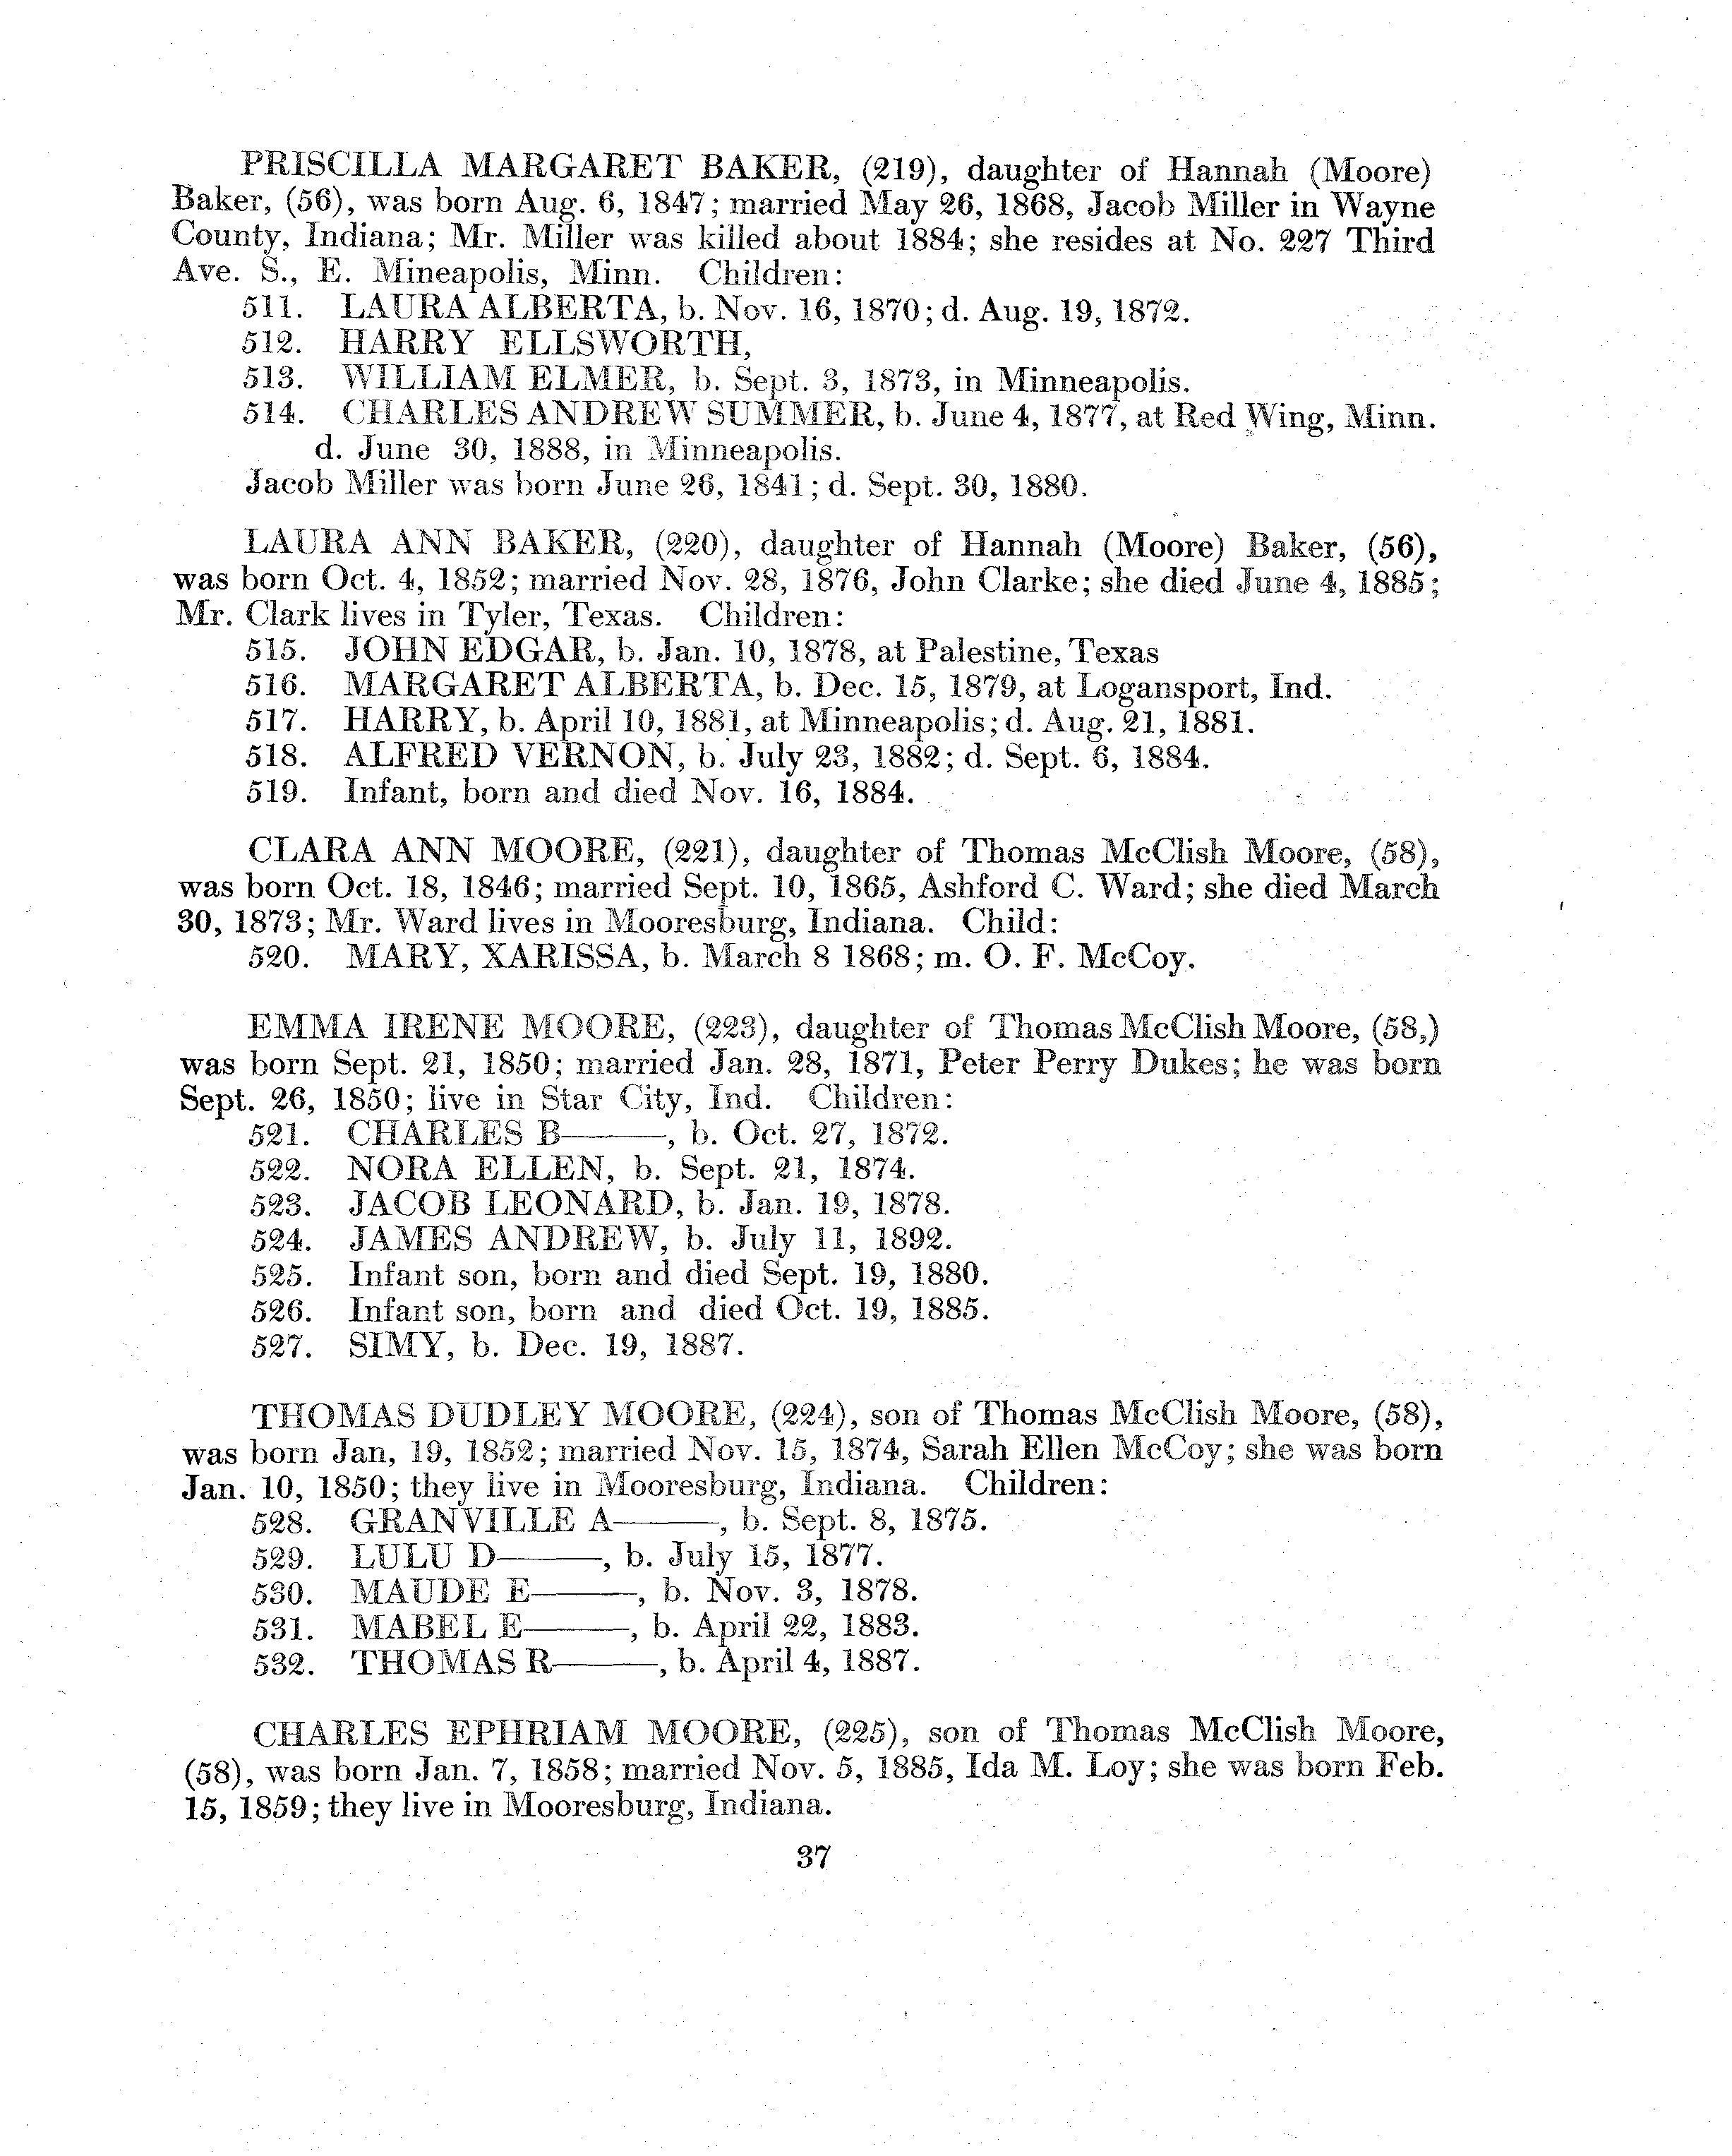 PRISCILLA MARGARET BAKER, (219), daughter of Hannah (Moore)
Baker, (56), was born Aug. 6, 1847; married May 26, 1868, Jacob Miller in Wayne
County, Indiana; Mr. Miller was killed about 1884; she resides at No. 227 Third
Ave. S., E. Mineapolis, Minn. Children:
511. LAURA ALBERTA, b. Nov. 16, 1870; d. Aug. 19, 1872.
512. HARRY ELLSWORTH,
513. WILLIAM ELMER, b. Sept. 3, 1873, in Minneapolis.
514. CHARLES ANDREW SUMMER, b. June 4, 1877, at Red Wing, Minn.
d. June 30, 1888, in Minneapolis.
Jacob Miller was born June 26, 1841; d. Sept. 30, 1880.
LAURA ANN BAKER, (220), daughter of Hannah (Moore) Baker, (56),
was born Oct. 4, 1852; married Nov. 28, 1876, John Clarke; she died June 4, 1885;
Mr. Clark lives in Tyler, Texas. Children:
515. JOHN EDGAR, b. Jan. 10, 1878, at Palestine, Texas
516. MARGARET ALBERTA, b. Dec. 15, 1879, at Logansport, Ind.
517. HARRY, b. April 10, 1881, at Minneapolis; d. Aug. 21, 1881.
518. ALFRED VERNON, b. July 23, 1882; d. Sept. 6, 1884.
519. Infant, born and died Nov. 16, 1884.
CLARA ANN MOORE, (221), daughter of Thomas McClish Moore, (58),
was born Oct. 18, 1846; married Sept. 10, 1865, Ashford C. Ward; she died March
30, 1873; Mr. Ward lives in Mooresburg, Indiana. Child:
520. MARY, XARISSA, b. March 8 1868; m. O. F. McCoy.
EMMA IRENE MOORE, (223), daughter of Thomas McClish Moore, (58,)
was born Sept. 21, 1850; married Jan. 28, 1871, Peter Perry Dukes; he was born
Sept. 26, 1850; live in Star City, Ind. Children:
521. CHARLES B———, b. Oct. 27, 1872.
522. NORA ELLEN, b. Sept. 21, 1874.
523. JACOB LEONARD, b. Jan. 19, 1878.
524. JAMES ANDREW, b. July 11, 1892.
525. Infant son, born and died Sept. 19, 1880.
526. Infant son, born and died Oct. 19, 1885.
527. SIMY, b. Dec. 19, 1887.
THOMAS DUDLEY MOORE, (224), son of Thomas McClish Moore, (58),
was born Jan, 19, 1852; married Nov. 15, 1874, Sarah Ellen McCoy; she was born
Jan. 10, 1850; they live in Mooresburg, Indiana. Children:
528. GRANVILLE A———, b. Sept. 8, 1875.
529. LULU D———, b. July 15, 1877.
530. MAUDE E———, b. Nov. 3, 1878.
531. MABEL E———, b. April 22, 1883.
532. THOMAS R———, b. April 4, 1887.
CHARLES EPHRIAM MOORE, (225), son of Thomas McClish Moore,
(58), was born Jan. 7, 1858; married Nov. 5, 1885, Ida M. Loy; she was born Feb.
15, 1859; they live in Mooresburg, Indiana.
37